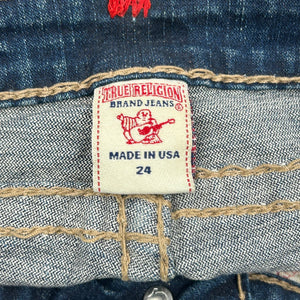 TRUE RELIGION
BRAND JEANS®
MADE IN USA
24